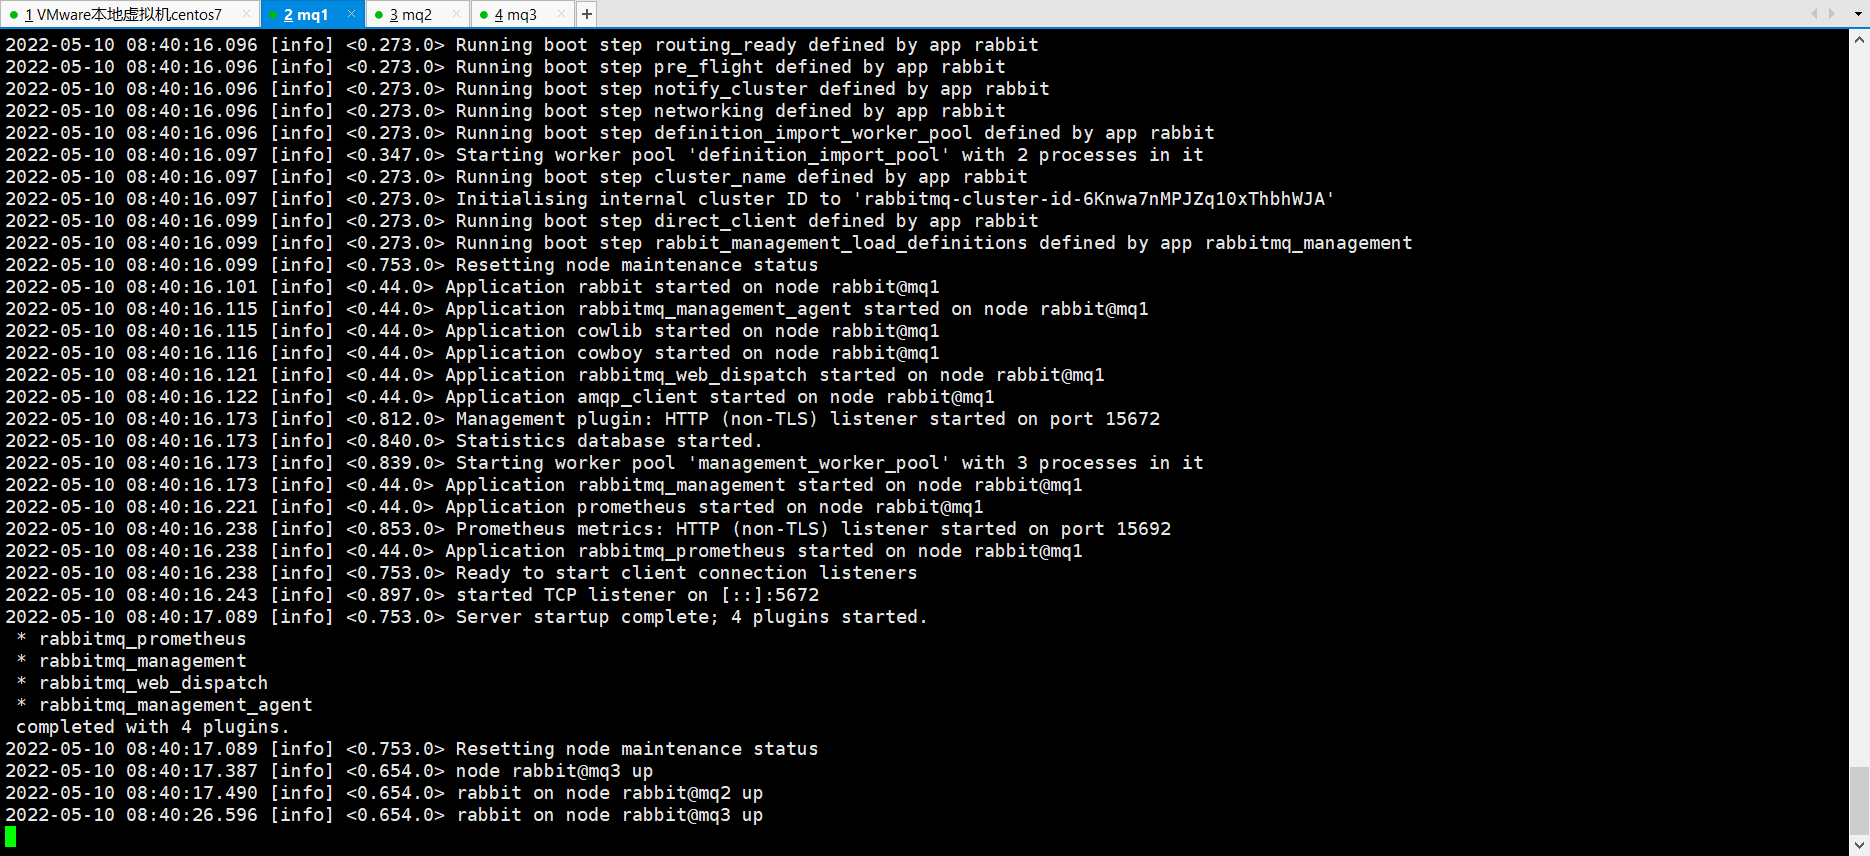 1 VMware本地虚拟机centos7 × 2 mq1 × 3 mq2 × 4 mq3 × +
2022-05-10 08:40:16.096 [info] <0.273.0> Running boot step routing_ready defined by app rabbit
2022-05-10 08:40:16.096 [info] <0.273.0> Running boot step pre_flight defined by app rabbit
2022-05-10 08:40:16.096 [info] <0.273.0> Running boot step notify_cluster defined by app rabbit
2022-05-10 08:40:16.096 [info] <0.273.0> Running boot step networking defined by app rabbit
2022-05-10 08:40:16.096 [info] <0.273.0> Running boot step definition_import_worker_pool defined by app rabbit
2022-05-10 08:40:16.097 [info] <0.347.0> Starting worker pool 'definition_import_pool' with 2 processes in it
2022-05-10 08:40:16.097 [info] <0.273.0> Running boot step cluster_name defined by app rabbit
2022-05-10 08:40:16.097 [info] <0.273.0> Initialising internal cluster ID to 'rabbitmq-cluster-id-6Knwa7nMPJZq10xThbhWJA'
2022-05-10 08:40:16.099 [info] <0.273.0> Running boot step direct_client defined by app rabbit
2022-05-10 08:40:16.099 [info] <0.273.0> Running boot step rabbit_management_load_definitions defined by app rabbitmq_management
2022-05-10 08:40:16.099 [info] <0.753.0> Resetting node maintenance status
2022-05-10 08:40:16.101 [info] <0.44.0> Application rabbit started on node rabbit@mq1
2022-05-10 08:40:16.115 [info] <0.44.0> Application rabbitmq_management_agent started on node rabbit@mq1
2022-05-10 08:40:16.115 [info] <0.44.0> Application cowlib started on node rabbit@mq1
2022-05-10 08:40:16.116 [info] <0.44.0> Application cowboy started on node rabbit@mq1
2022-05-10 08:40:16.121 [info] <0.44.0> Application rabbitmq_web_dispatch started on node rabbit@mq1
2022-05-10 08:40:16.122 [info] <0.44.0> Application amqp_client started on node rabbit@mq1
2022-05-10 08:40:16.173 [info] <0.812.0> Management plugin: HTTP (non-TLS) listener started on port 15672
2022-05-10 08:40:16.173 [info] <0.840.0> Statistics database started.
2022-05-10 08:40:16.173 [info] <0.839.0> Starting worker pool 'management_worker_pool' with 3 processes in it
2022-05-10 08:40:16.173 [info] <0.44.0> Application rabbitmq_management started on node rabbit@mq1
2022-05-10 08:40:16.221 [info] <0.44.0> Application prometheus started on node rabbit@mq1
2022-05-10 08:40:16.238 [info] <0.853.0> Prometheus metrics: HTTP (non-TLS) listener started on port 15692
2022-05-10 08:40:16.238 [info] <0.44.0> Application rabbitmq_prometheus started on node rabbit@mq1
2022-05-10 08:40:16.238 [info] <0.753.0> Ready to start client connection listeners
2022-05-10 08:40:16.243 [info] <0.897.0> started TCP listener on [::]:5672
2022-05-10 08:40:17.089 [info] <0.753.0> Server startup complete; 4 plugins started.
* rabbitmq_prometheus
* rabbitmq_management
* rabbitmq_web_dispatch
* rabbitmq_management_agent
completed with 4 plugins.
2022-05-10 08:40:17.089 [info] <0.753.0> Resetting node maintenance status
2022-05-10 08:40:17.387 [info] <0.654.0> node rabbit@mq3 up
2022-05-10 08:40:17.490 [info] <0.654.0> rabbit on node rabbit@mq2 up
2022-05-10 08:40:26.596 [info] <0.654.0> rabbit on node rabbit@mq3 up